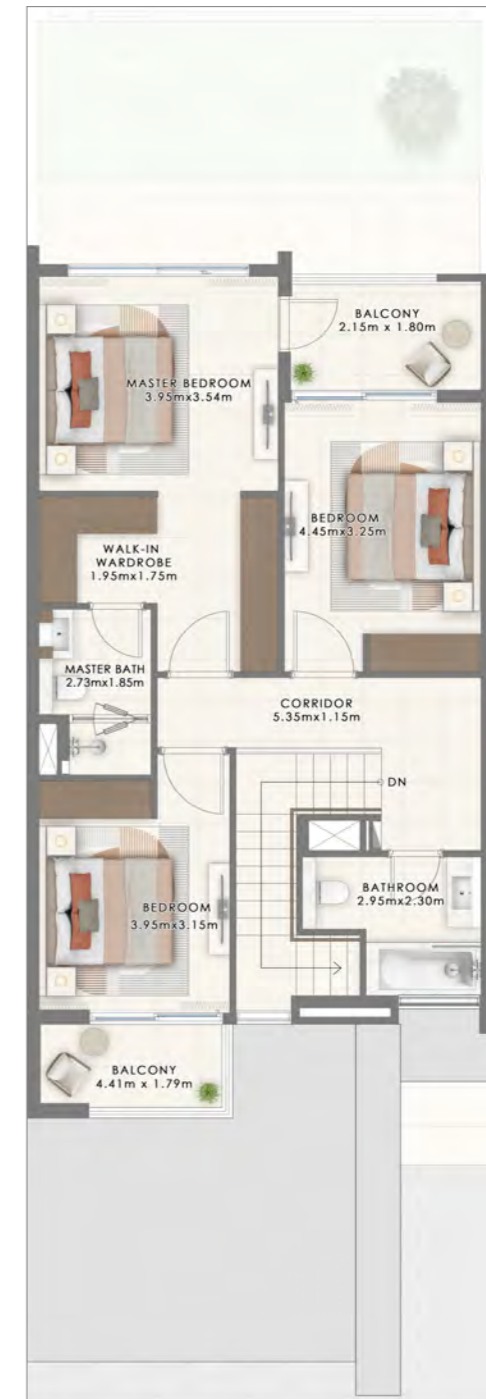 BALCONY
2.15m x 1.80m
MASTER BEDROOM
3.95mx3.54m
BEDROOM
4.45mx3.25m
WALK-IN
WARDROBE
1.95mx1.75m
MASTER BATH
2.73mx1.85m
CORRIDOR
5.35mx1.15m
DN
BATHROOM
2.95mx2.30m
BEDROOM
3.95mx3.15m
BALCONY
4.41m x 1.79m